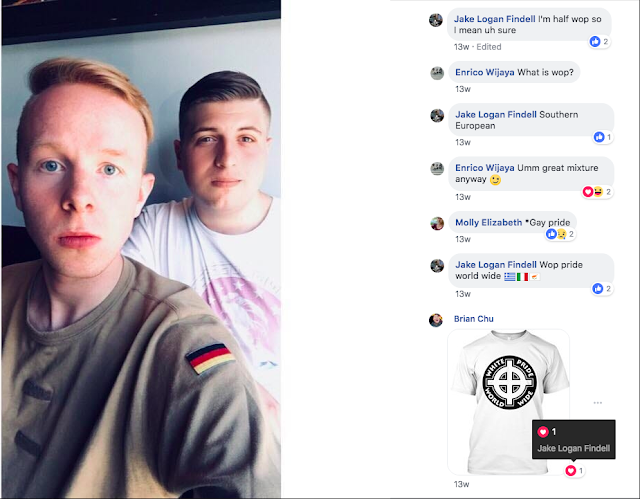 Jake Logan Findell I'm half wop so
I mean uh sure
2
13w · Edited
Enrico Wijaya What is wop?
13w
Jake Logan Findell Southern
European
1
13w
Enrico Wijaya Umm great mixture
anyway 😉
2
13w
Molly Elizabeth *Gay pride
2
13w
Jake Logan Findell Wop pride
world wide 🇬🇷🇮🇹🇨🇾
2
13w
Brian Chu
WHITE PRIDE
WORLD WIDE
1
Jake Logan Findell
1
13w